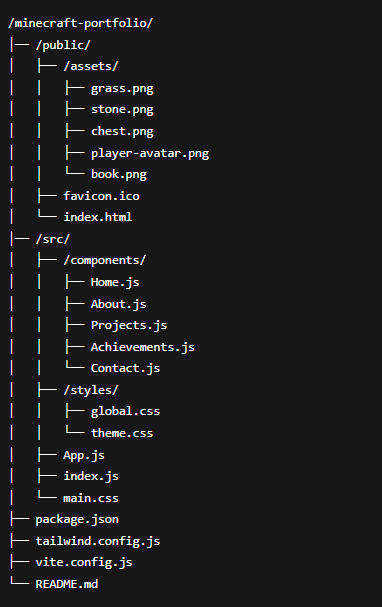 /minecraft-portfolio/
│── /public/
│   ├── /assets/
│   │   ├── grass.png
│   │   ├── stone.png
│   │   ├── chest.png
│   │   ├── player-avatar.png
│   │   └── book.png
│   ├── favicon.ico
│   └── index.html
│── /src/
│   ├── /components/
│   │   ├── Home.js
│   │   ├── About.js
│   │   ├── Projects.js
│   │   ├── Achievements.js
│   │   └── Contact.js
│   ├── /styles/
│   │   ├── global.css
│   │   └── theme.css
│   ├── App.js
│   ├── index.js
│   └── main.css
├── package.json
├── tailwind.config.js
├── vite.config.js
└── README.md